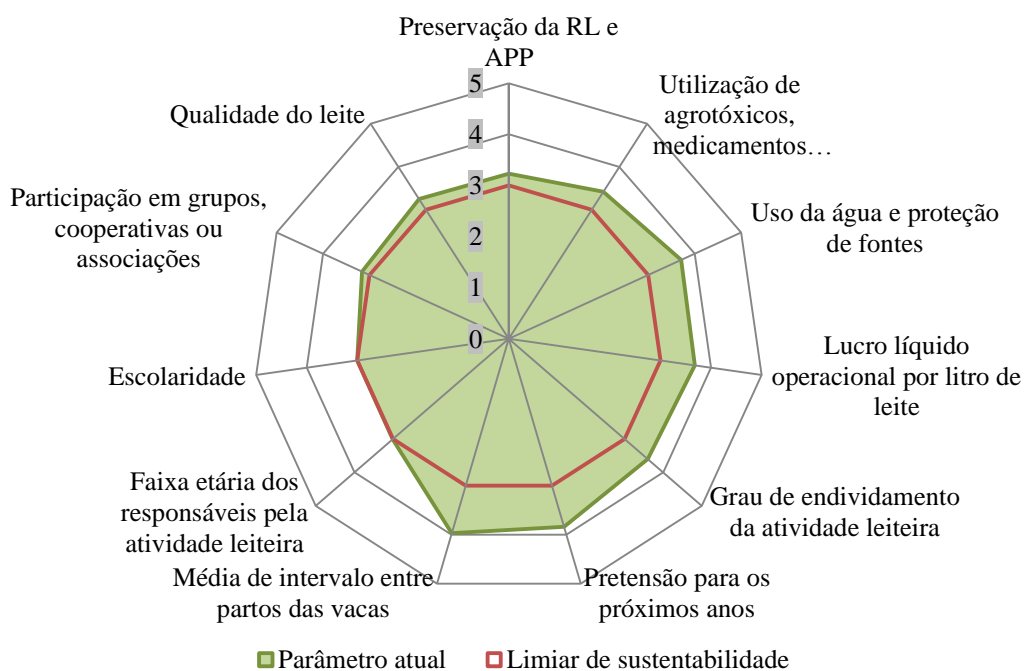 Preservação da RL e
APP
Utilização de
agrotóxicos,
medicamentos…
Uso da água e proteção
de fontes
Lucro líquido
operacional por litro de
leite
Grau de endividamento
da atividade leiteira
Pretensão para os
próximos anos
Média de intervalo entre
partos das vacas
Faixa etária dos
responsáveis pela
atividade leiteira
Escolaridade
Participação em grupos,
cooperativas ou
associações
Qualidade do leite
5
4
3
2
1
0
Parâmetro atual
Limiar de sustentabilidade